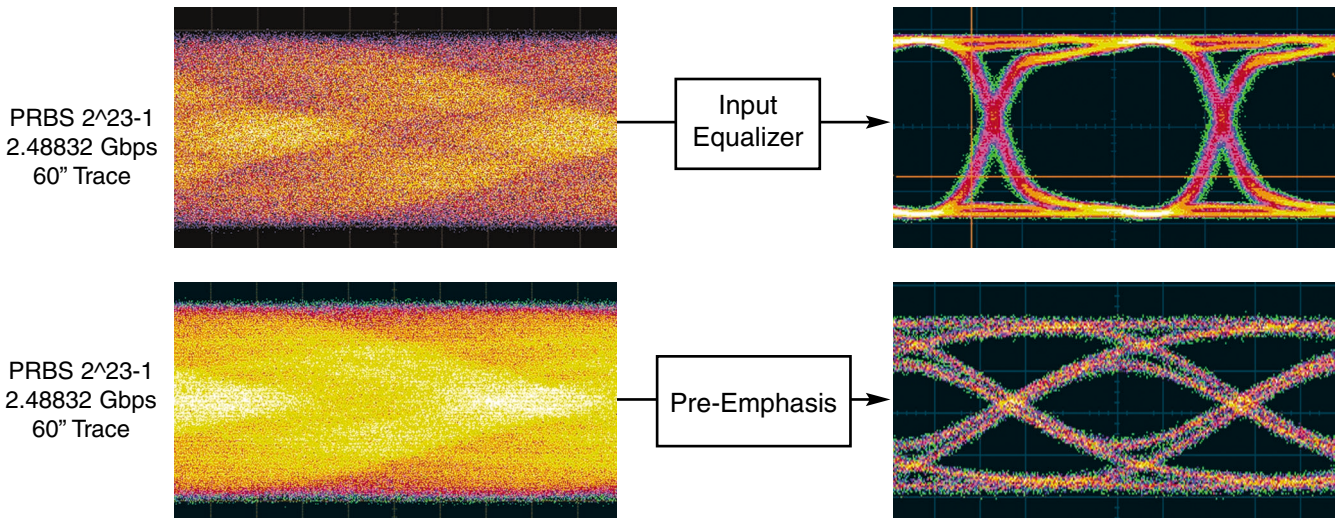 PRBS 2^23-1
2.48832 Gbps
60” Trace
Input
Equalizer
PRBS 2^23-1
2.48832 Gbps
60” Trace
Pre-Emphasis